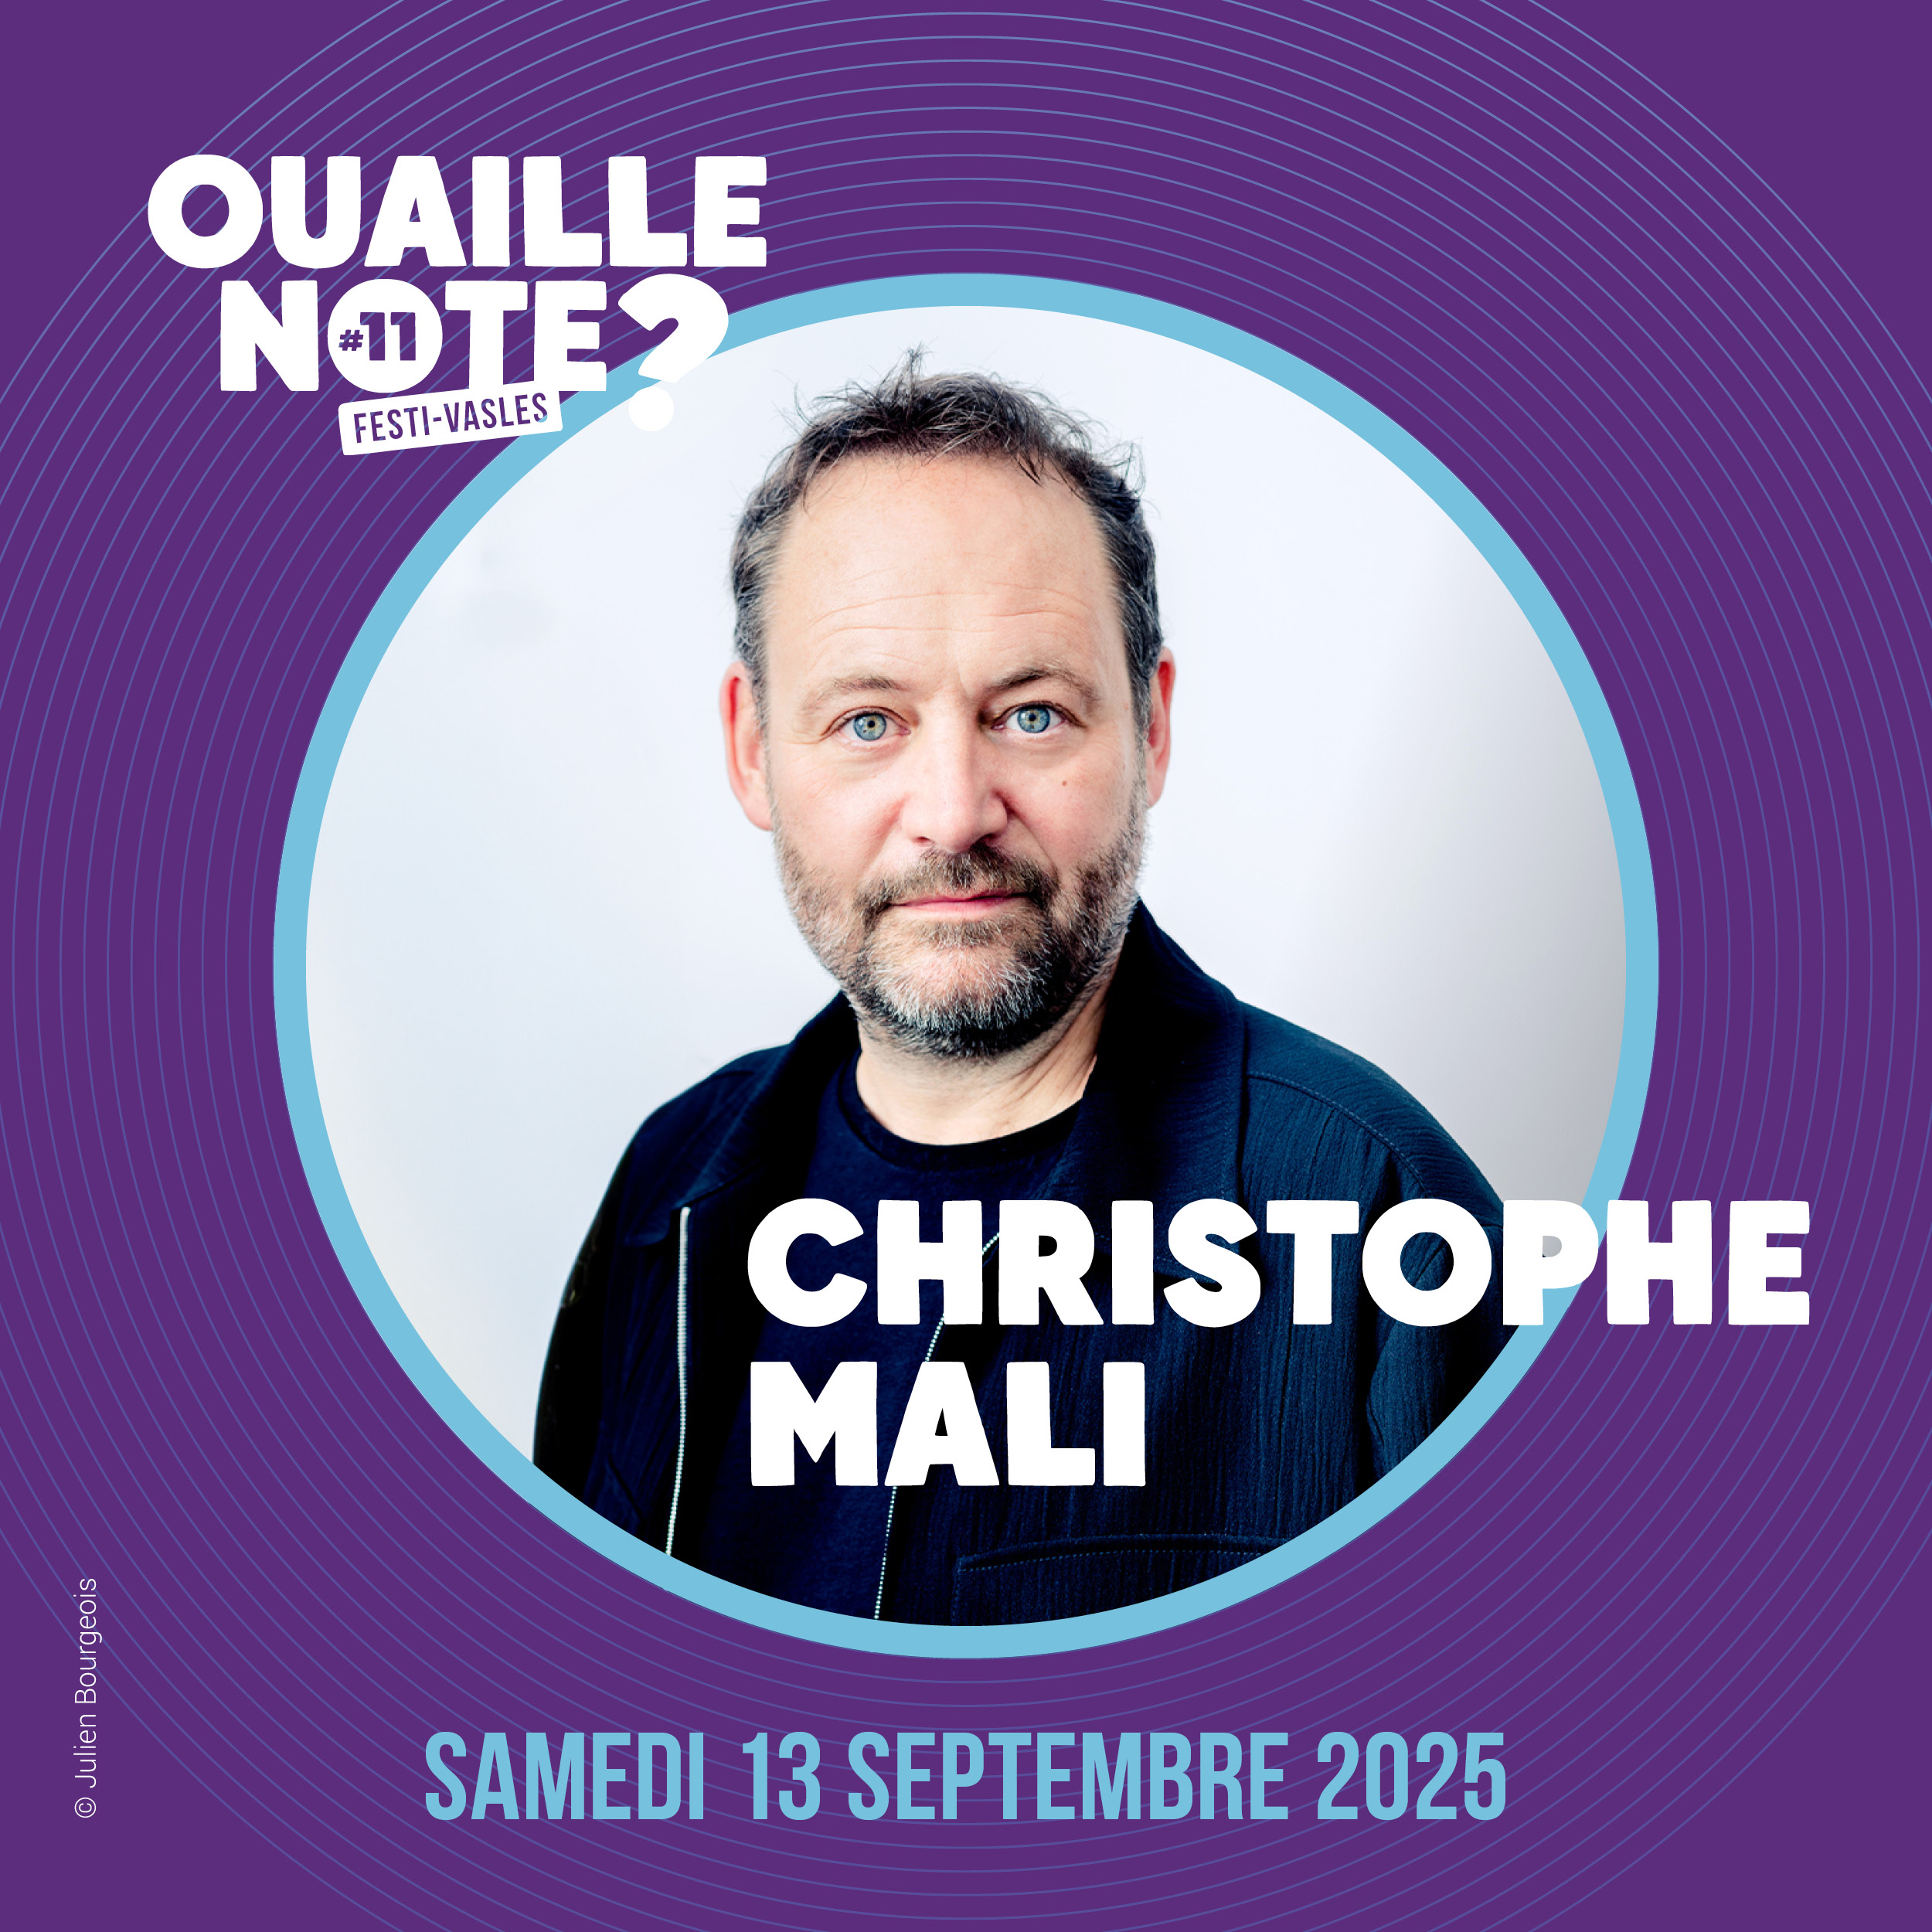 OUAILLE
NOTE?
#11
FESTI-VASLES
CHRISTOPHE
MALI
© Julien Bourgeois
SAMEDI 13 SEPTEMBRE 2025